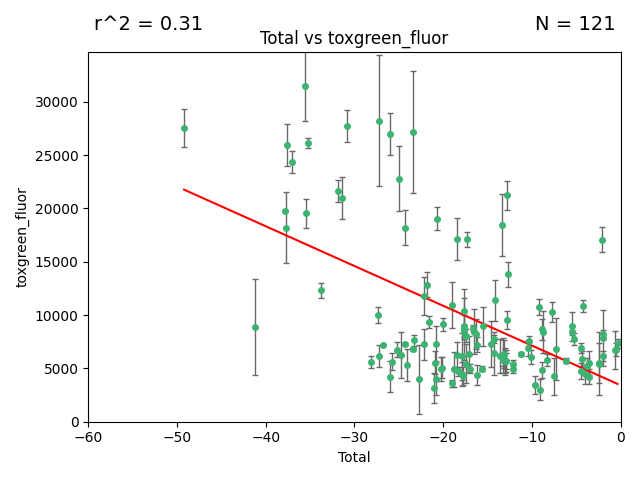 r^2 = 0.31
N = 121
Total vs toxgreen_fluor
toxgreen_fluor
30000
25000
20000
15000
10000
5000
0
−60
−50
−40
−30
−20
−10
0
Total